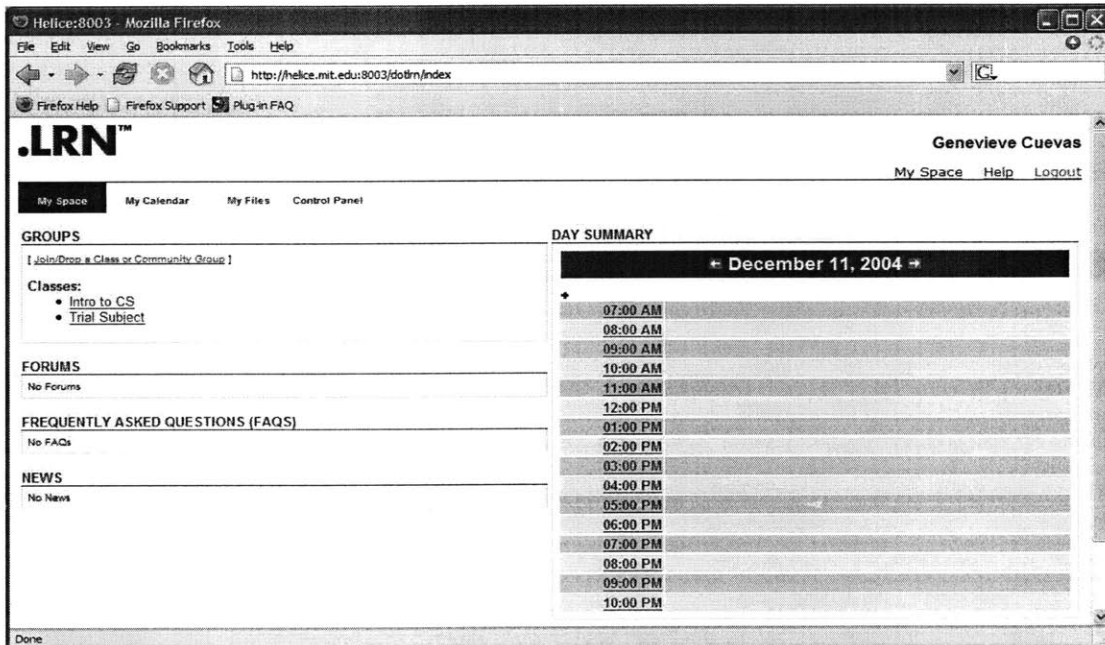 Helice:8003 - Mozilla Firefox
File Edit View Go Bookmarks Tools Help
http://helice.mit.edu:8003/dotlrn/index
G.
Firefox Help Firefox Support Plug-in FAQ
.LRN™
Genevieve Cuevas
My Space Help Logout
My Space My Calendar My Files Control Panel
GROUPS
[ Join/Drop a Class or Community Group ]
Classes:
• Intro to CS
• Trial Subject
FORUMS
No Forums
FREQUENTLY ASKED QUESTIONS (FAQS)
No FAQs
NEWS
No News
DAY SUMMARY
← December 11, 2004 →
07:00 AM
08:00 AM
09:00 AM
10:00 AM
11:00 AM
12:00 PM
01:00 PM
02:00 PM
03:00 PM
04:00 PM
05:00 PM
06:00 PM
07:00 PM
08:00 PM
09:00 PM
10:00 PM
Done